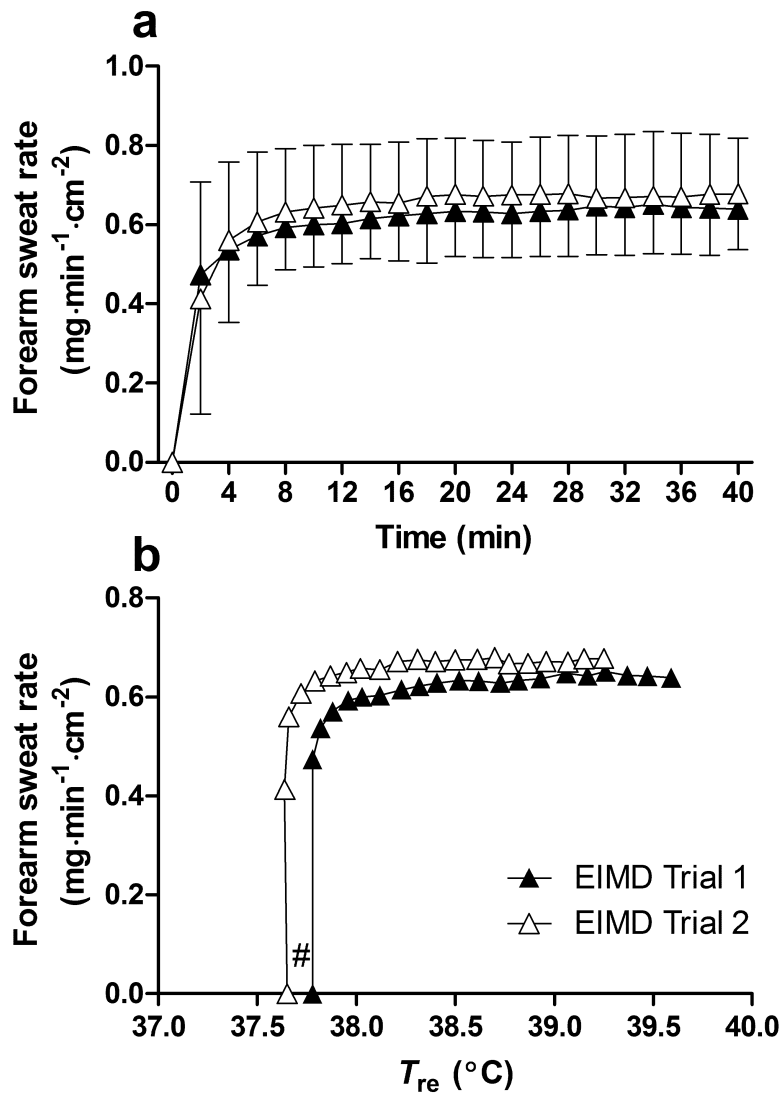 a
Forearm sweat rate
(mg·min⁻¹·cm⁻²)
1.0
0.8
0.6
0.4
0.2
0.0
0 4 8 12 16 20 24 28 32 36 40
Time (min)
b
Forearm sweat rate
(mg·min⁻¹·cm⁻²)
0.8
0.6
0.4
0.2
0.0
#
EIMD Trial 1
EIMD Trial 2
37.0 37.5 38.0 38.5 39.0 39.5 40.0
Tre (°C)